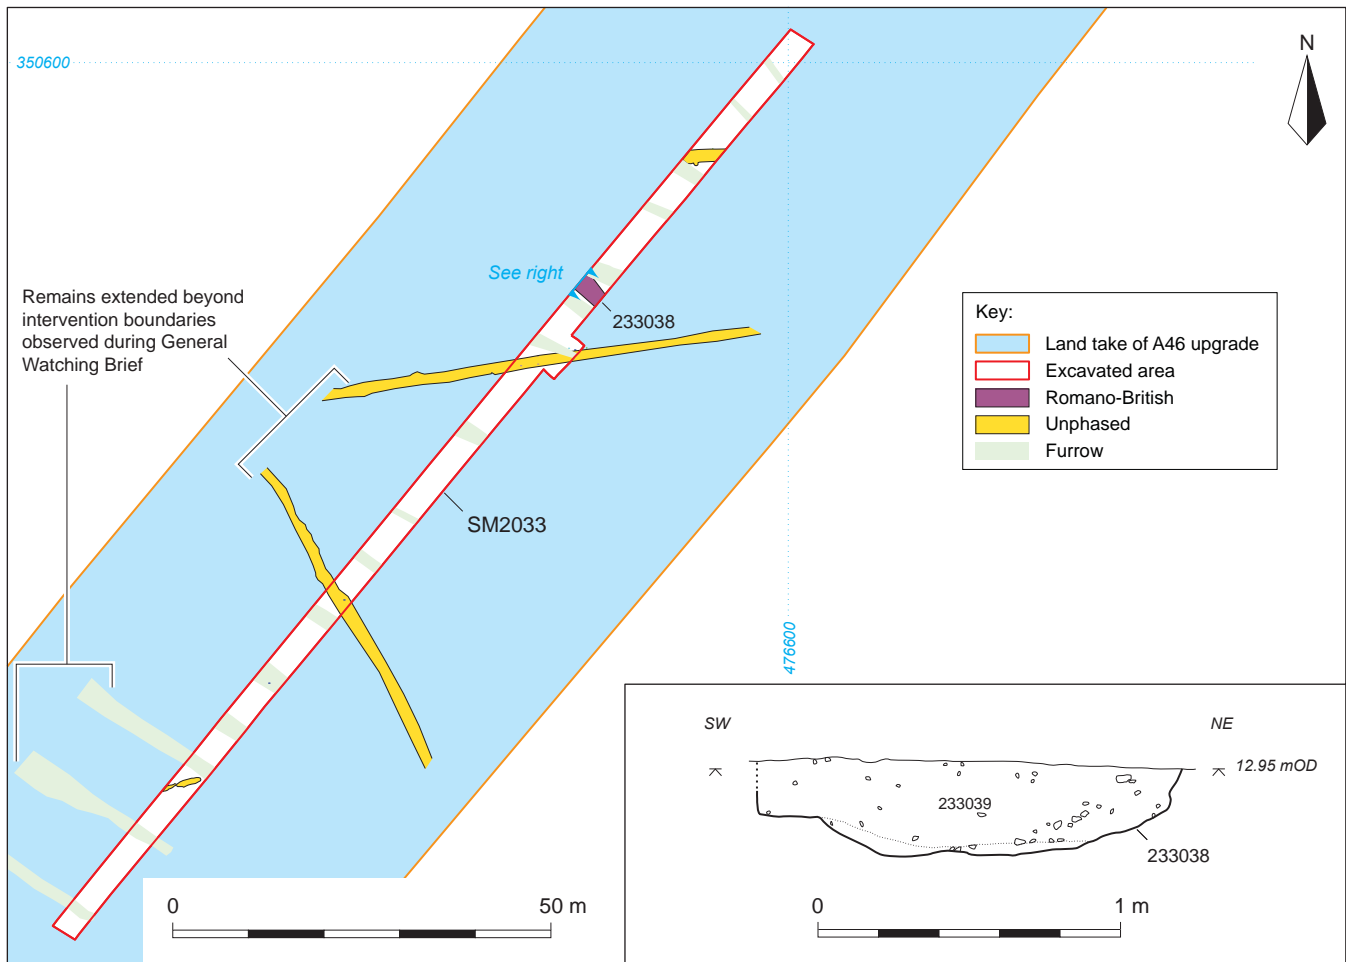 350600
N
See right
Remains extended beyond
intervention boundaries
observed during General
Watching Brief
233038
Key:
Land take of A46 upgrade
Excavated area
Romano-British
Unphased
Furrow
SM2033
476600
SW
NE
12.95 mOD
233039
233038
0
50 m
0
1 m